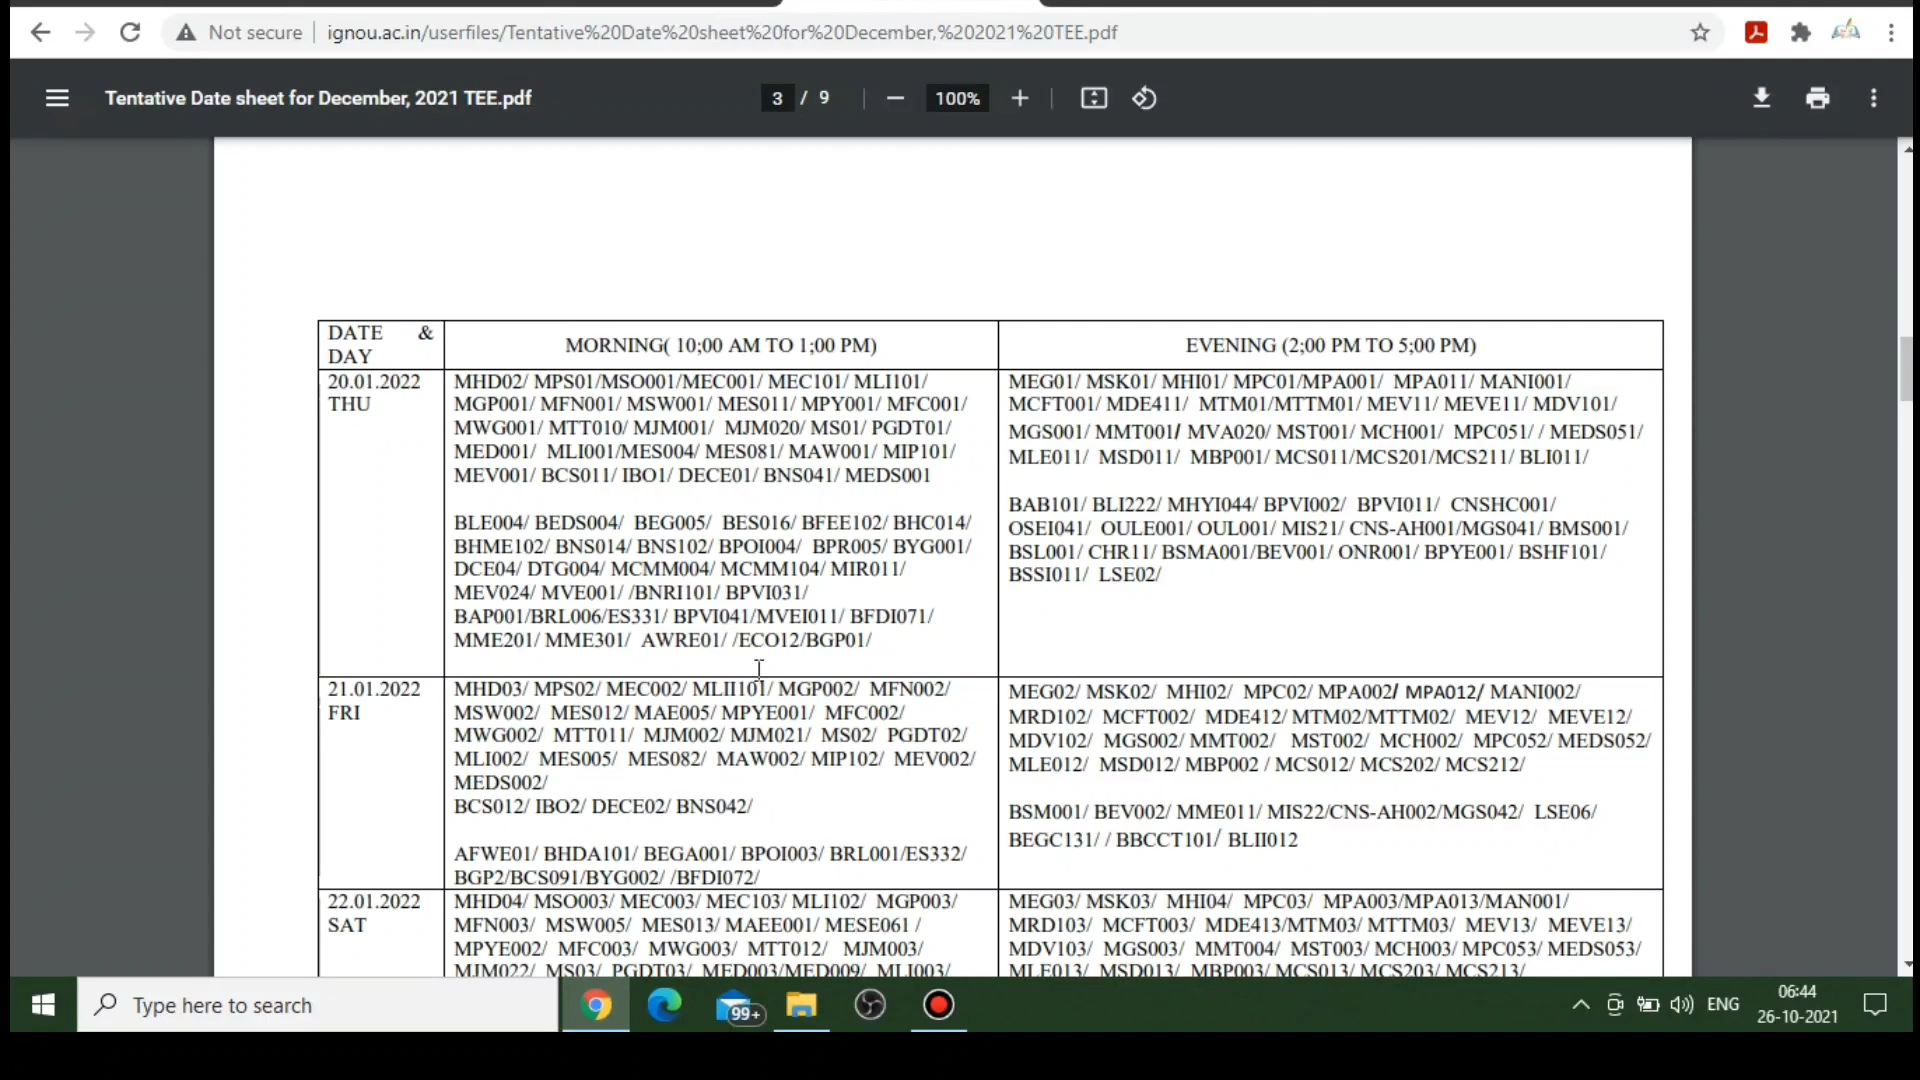 Not secure
ignou.ac.in/userfiles/Tentative%20Date%20sheet%20for%20December,%202021%20TEE.pdf
Tentative Date sheet for December, 2021 TEE.pdf
3 / 9
100%
DATE &
DAY
MORNING( 10;00 AM TO 1;00 PM)
EVENING (2;00 PM TO 5;00 PM)
20.01.2022
THU
MHD02/ MPS01/MSO001/MEC001/ MEC101/ MLI101/
MGP001/ MFN001/ MSW001/ MES011/ MPY001/ MFC001/
MWG001/ MTT010/ MJM001/ MJM020/ MS01/ PGDT01/
MED001/ MLI001/MES004/ MES081/ MAW001/ MIP101/
MEV001/ BCS011/ IBO1/ DECE01/ BNS041/ MEDS001
BLE004/ BEDS004/ BEG005/ BES016/ BFEE102/ BHC014/
BHME102/ BNS014/ BNS102/ BPOI004/ BPR005/ BYG001/
DCE04/ DTG004/ MCMM004/ MCMM104/ MIR011/
MEV024/ MVE001/ /BNRI101/ BPVI031/
BAP001/BRL006/ES331/ BPVI041/MVEI011/ BFDI071/
MME201/ MME301/ AWRE01/ /ECO12/BGP01/
MEG01/ MSK01/ MHI01/ MPC01/MPA001/ MPA011/ MANI001/
MCFT001/ MDE411/ MTM01/MTTM01/ MEV11/ MEVE11/ MDV101/
MGS001/ MMT001/ MVA020/ MST001/ MCH001/ MPC051/ / MEDS051/
MLE011/ MSD011/ MBP001/ MCS011/MCS201/MCS211/ BLI011/
BAB101/ BLI222/ MHYI044/ BPVI002/ BPVI011/ CNSHC001/
OSEI041/ OULE001/ OUL001/ MIS21/ CNS-AH001/MGS041/ BMS001/
BSL001/ CHR11/ BSMA001/BEV001/ ONR001/ BPYE001/ BSHF101/
BSSI011/ LSE02/
21.01.2022
FRI
MHD03/ MPS02/ MEC002/ MLII101/ MGP002/ MFN002/
MSW002/ MES012/ MAE005/ MPYE001/ MFC002/
MWG002/ MTT011/ MJM002/ MJM021/ MS02/ PGDT02/
MLI002/ MES005/ MES082/ MAW002/ MIP102/ MEV002/
MEDS002/
BCS012/ IBO2/ DECE02/ BNS042/
AFWE01/ BHDA101/ BEGA001/ BPOI003/ BRL001/ES332/
BGP2/BCS091/BYG002/ /BFDI072/
MEG02/ MSK02/ MHI02/ MPC02/ MPA002/ MPA012/ MANI002/
MRD102/ MCFT002/ MDE412/ MTM02/MTTM02/ MEV12/ MEVE12/
MDV102/ MGS002/ MMT002/ MST002/ MCH002/ MPC052/ MEDS052/
MLE012/ MSD012/ MBP002 / MCS012/ MCS202/ MCS212/
BSM001/ BEV002/ MME011/ MIS22/CNS-AH002/MGS042/ LSE06/
BEGC131/ / BBCCT101/ BLII012
22.01.2022
SAT
MHD04/ MSO003/ MEC003/ MEC103/ MLI102/ MGP003/
MFN003/ MSW005/ MES013/ MAEE001/ MESE061 /
MPYE002/ MFC003/ MWG003/ MTT012/ MJM003/
MJM022/ MS03/ PGDT03/ MED003/MED009/ MLI003/
MEG03/ MSK03/ MHI04/ MPC03/ MPA003/MPA013/MAN001/
MRD103/ MCFT003/ MDE413/MTM03/ MTTM03/ MEV13/ MEVE13/
MDV103/ MGS003/ MMT004/ MST003/ MCH003/ MPC053/ MEDS053/
MLE013/ MSD013/ MBP003/ MCS013/ MCS203/ MCS213/
Type here to search
99+
ENG
06:44
26-10-2021